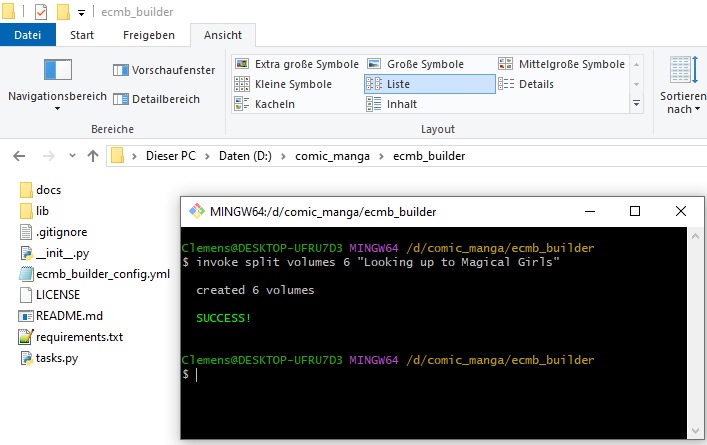 ecmb_builder
Datei Start Freigeben Ansicht
Navigationsbereich
Vorschaufenster
Detailbereich
Bereiche
Extra große Symbole Große Symbole Mittelgroße Symbole
Kleine Symbole Liste Details
Kacheln Inhalt
Layout
Sortieren
nach
Dieser PC > Daten (D:) > comic_manga > ecmb_builder
docs
lib
.gitignore
__init__.py
ecmb_builder_config.yml
LICENSE
README.md
requirements.txt
tasks.py
MINGW64:/d/comic_manga/ecmb_builder
Clemens@DESKTOP-UFRU7D3 MINGW64 /d/comic_manga/ecmb_builder
$ invoke split volumes 6 "Looking up to Magical Girls"
created 6 volumes
SUCCESS!
Clemens@DESKTOP-UFRU7D3 MINGW64 /d/comic_manga/ecmb_builder
$